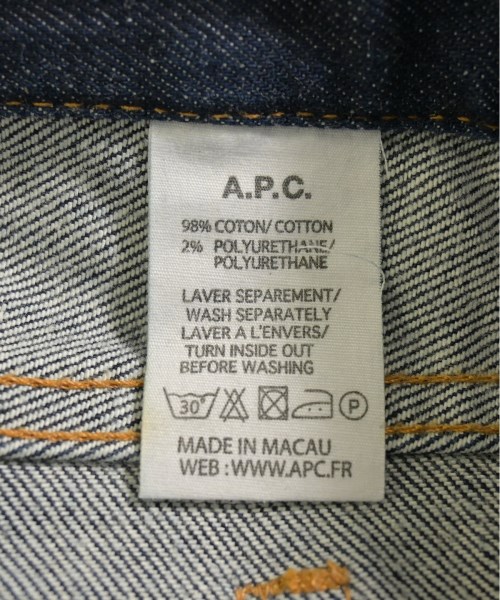 A.P.C.
98% COTON/ COTTON
2% POLYURETHANE/
POLYURETHANE
LAVER SEPAREMENT/
WASH SEPARATELY
LAVER A L'ENVERS/
TURN INSIDE OUT
BEFORE WASHING
30 P
MADE IN MACAU
WEB : WWW.APC.FR